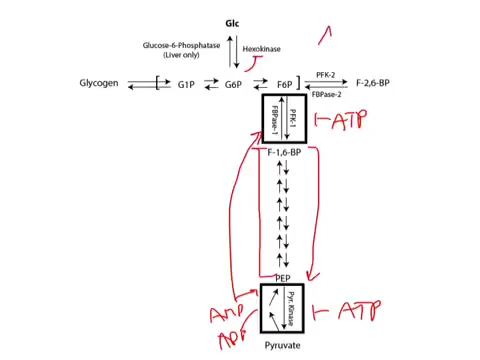 Glc
Glucose-6-Phosphatase
(Liver only)
Hexokinase
Glycogen
G1P
G6P
F6P
PFK-2
FBPase-2
F-2,6-BP
FBPase-1
PFK-1
ATP
F-1,6-BP
PEP
AMP
ADP
Pyr. Kinase
ATP
Pyruvate